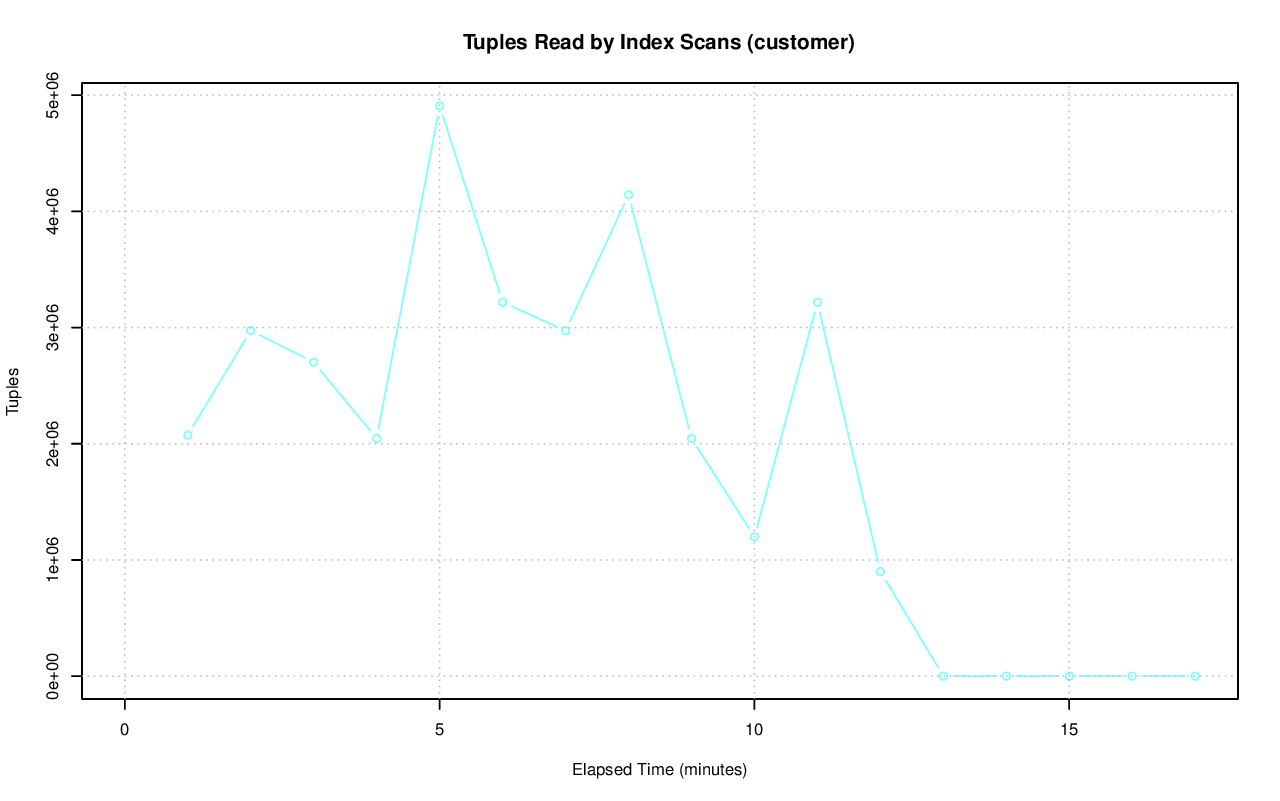 Tuples Read by Index Scans (customer)
5e+06
4e+06
3e+06
2e+06
1e+06
0e+00
Tuples
0 5 10 15
Elapsed Time (minutes)